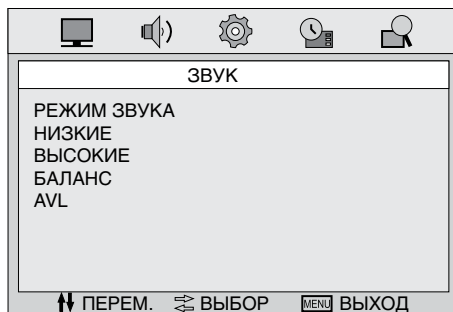 ЗВУК
РЕЖИМ ЗВУКА
НИЗКИЕ
ВЫСОКИЕ
БАЛАНС
AVL
ПЕРЕМ. ВЫБОР MENU ВЫХОД